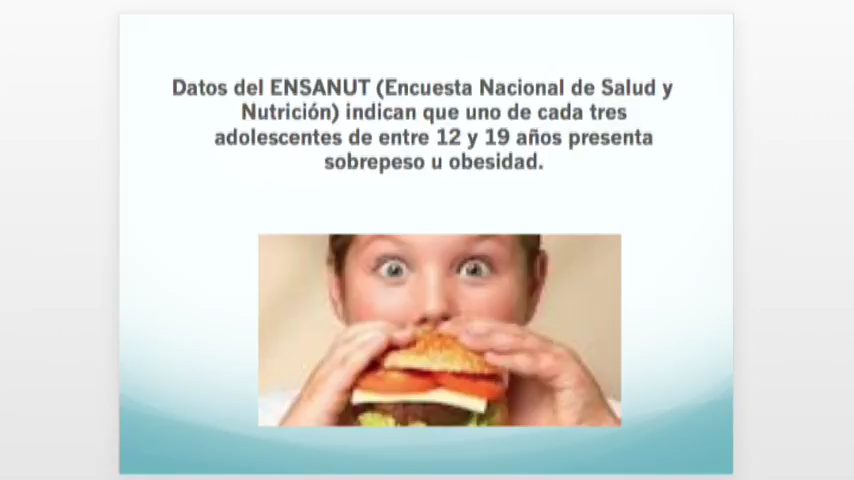 Datos del ENSANUT (Encuesta Nacional de Salud y
Nutrición) indican que uno de cada tres
adolescentes de entre 12 y 19 años presenta
sobrepeso u obesidad.